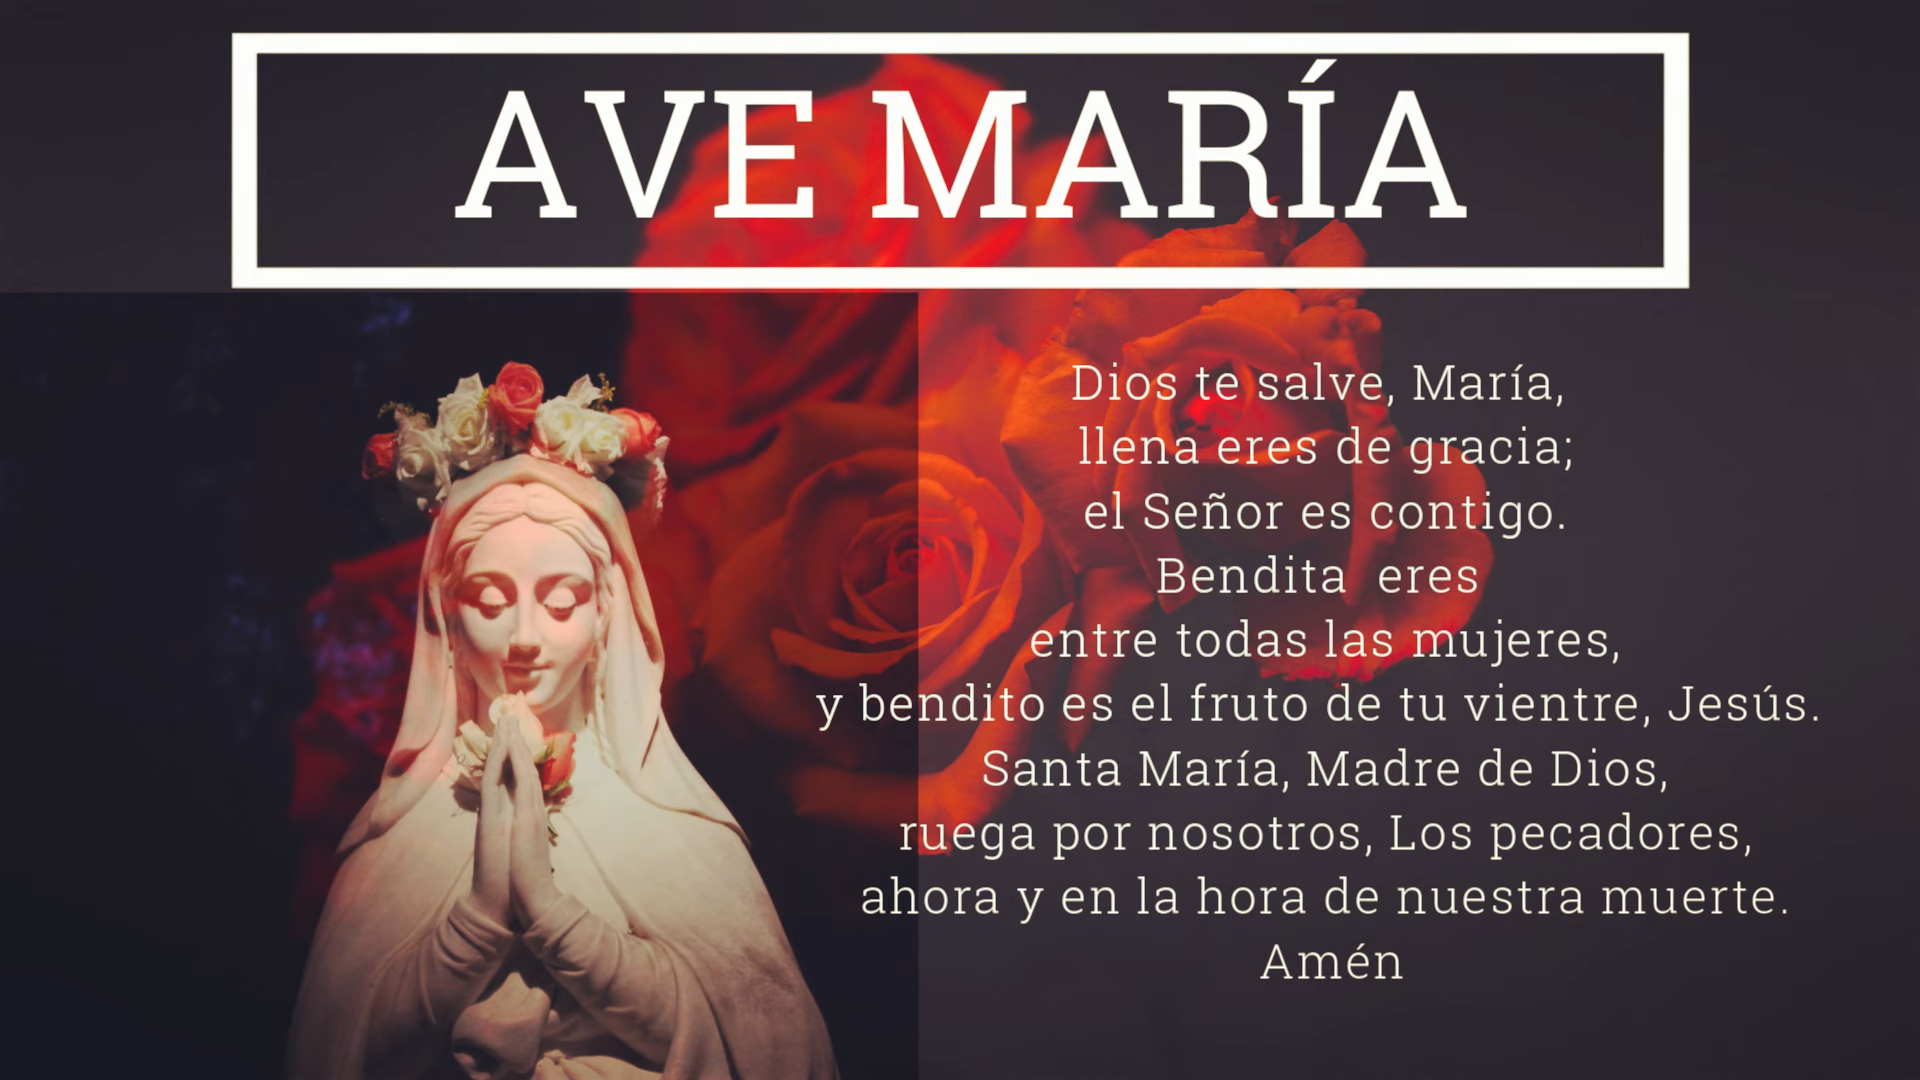 AVE MARÍA
Dios te salve, María,
llena eres de gracia;
el Señor es contigo.
Bendita  eres
entre todas las mujeres,
y bendito es el fruto de tu vientre, Jesús.
Santa María, Madre de Dios,
ruega por nosotros, Los pecadores,
ahora y en la hora de nuestra muerte.
Amén